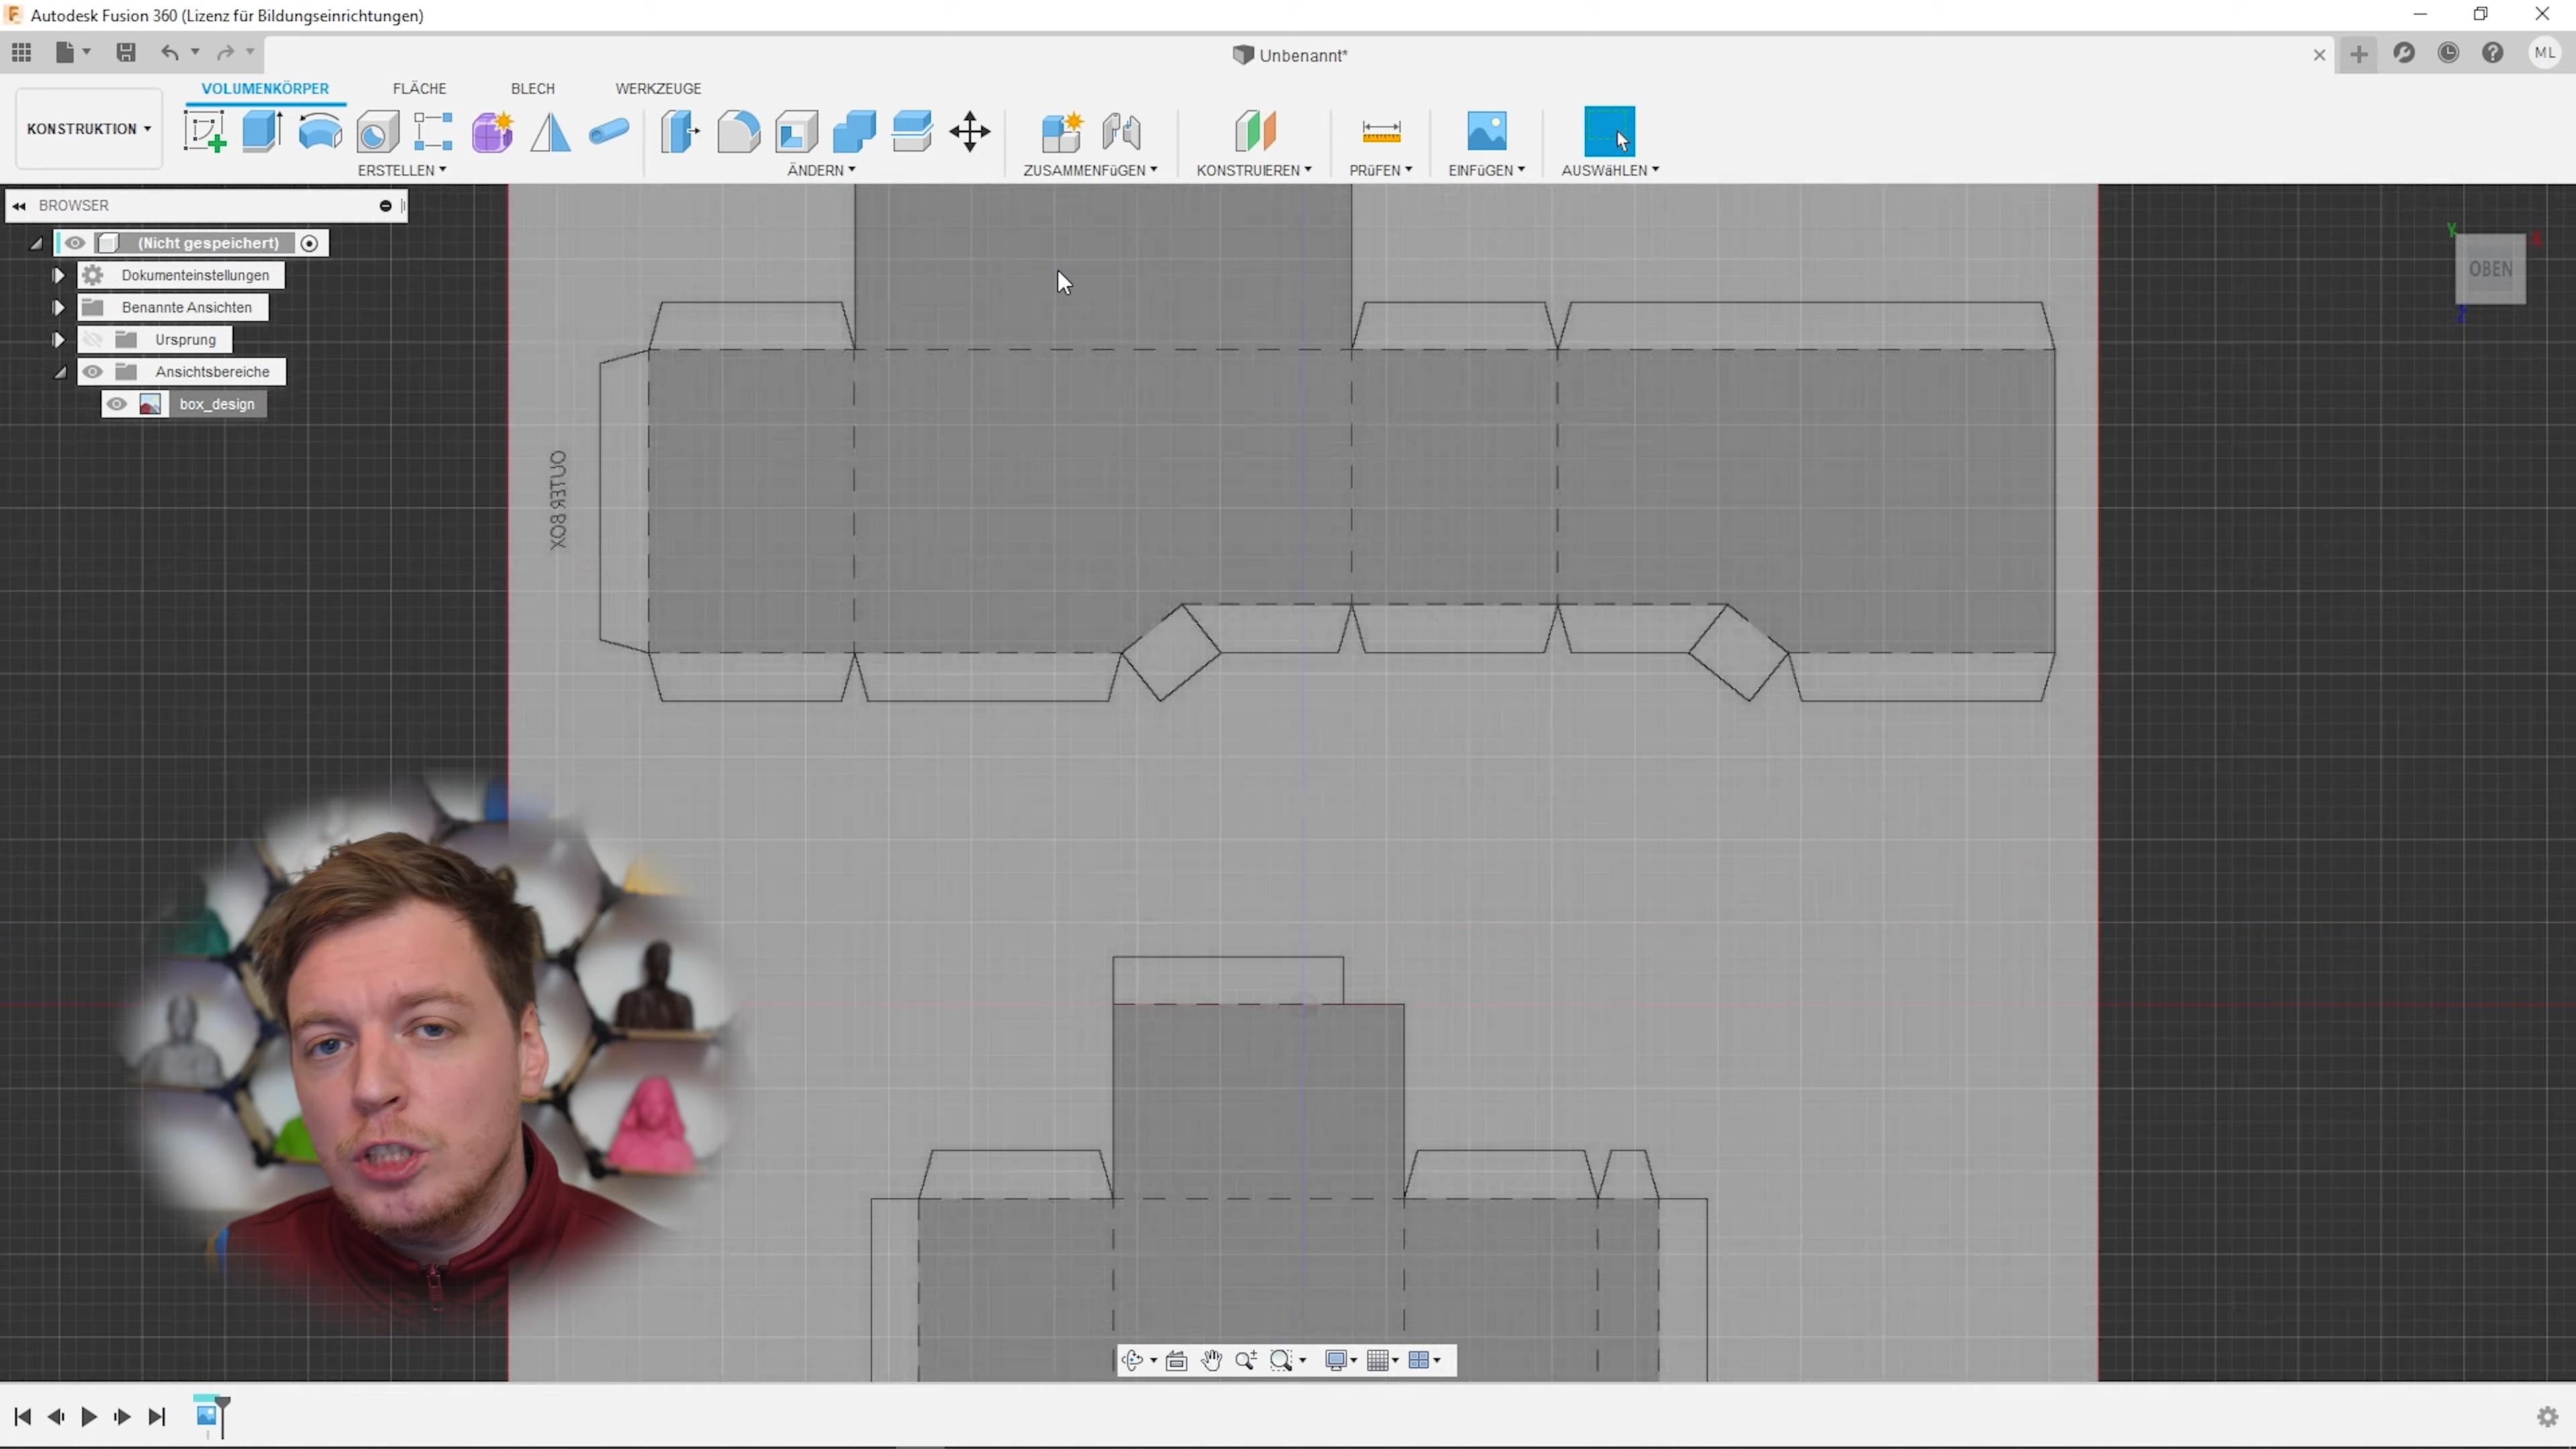 Autodesk Fusion 360 (Lizenz für Bildungseinrichtungen)
Unbenannt*
ML
KONSTRUKTION
VOLUMENKÖRPER
FLÄCHE
BLECH
WERKZEUGE
ERSTELLEN
ÄNDERN
ZUSAMMENFüGEN
KONSTRUIEREN
PRüFEN
EINFüGEN
AUSWäHLEN
BROWSER
(Nicht gespeichert)
Dokumenteinstellungen
Benannte Ansichten
Ursprung
Ansichtsbereiche
box_design
OUTER BOX
Y
X
Z
OBEN